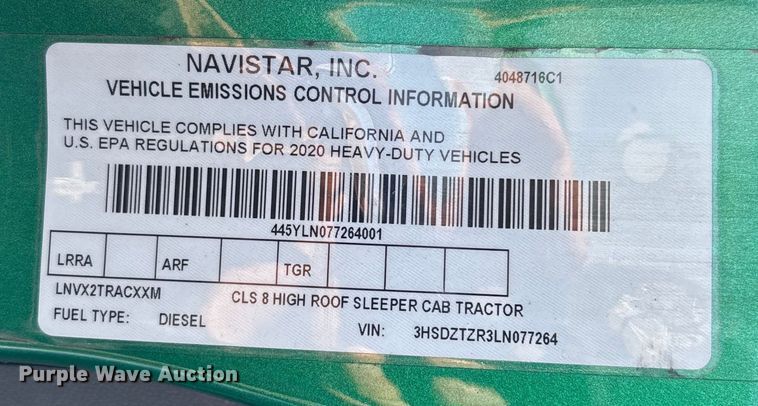 NAVISTAR, INC.
4048716C1
VEHICLE EMISSIONS CONTROL INFORMATION
THIS VEHICLE COMPLIES WITH CALIFORNIA AND
U.S. EPA REGULATIONS FOR 2020 HEAVY-DUTY VEHICLES
445YLN077264001
LRRA ARF TGR
LNVX2TRACXXM CLS 8 HIGH ROOF SLEEPER CAB TRACTOR
FUEL TYPE: DIESEL VIN: 3HSDZTZR3LN077264
Purple Wave Auction